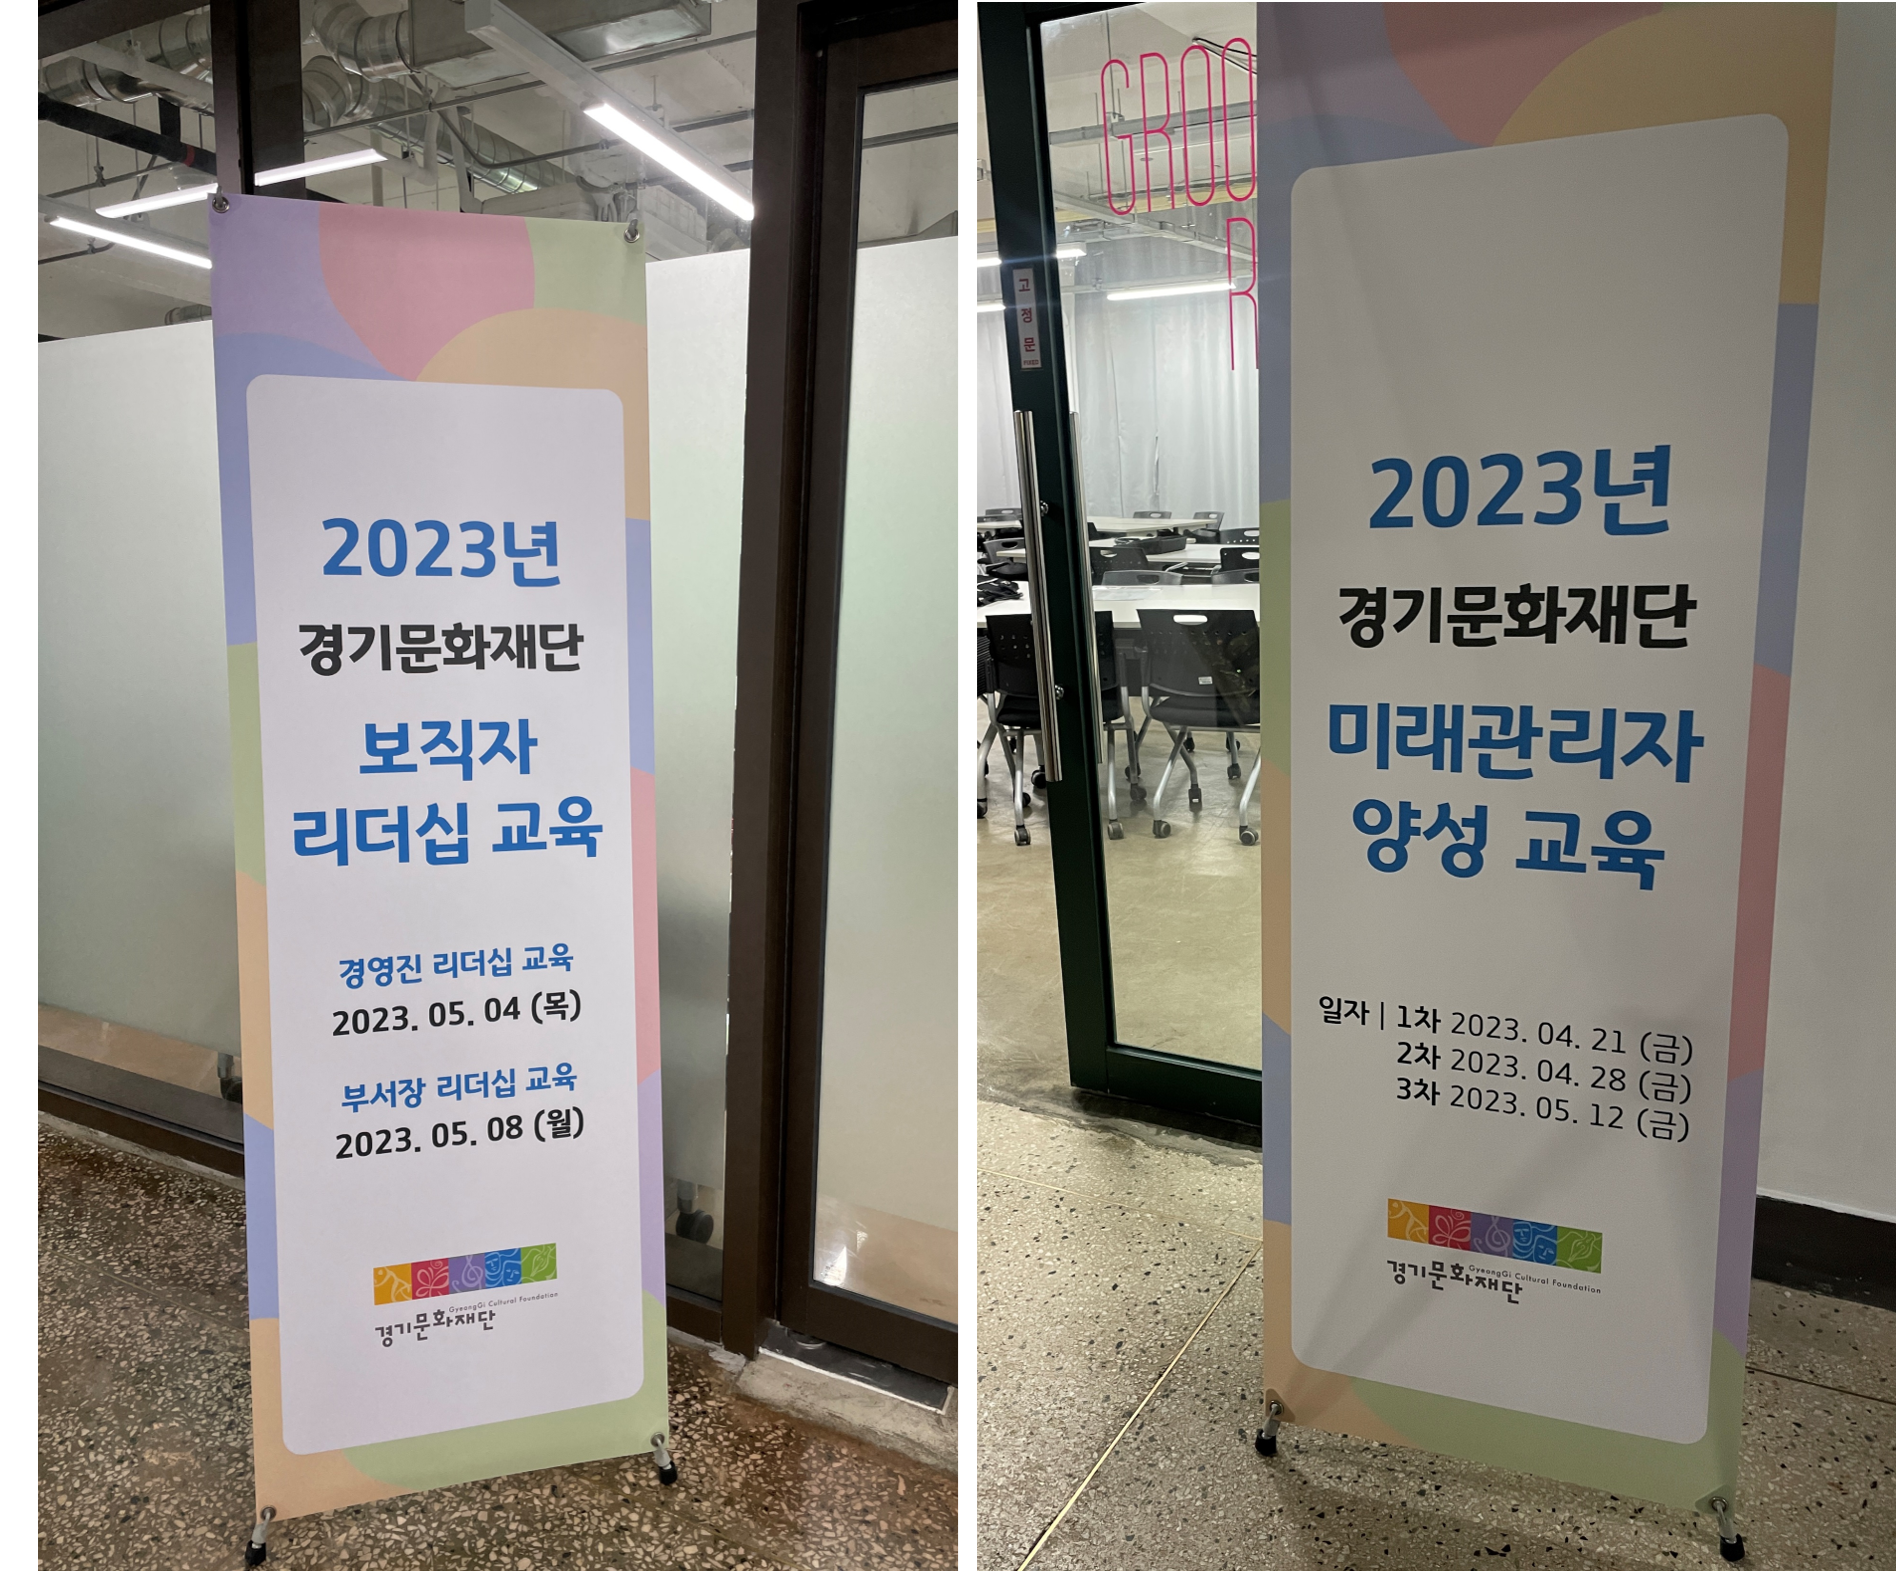 2023년
경기문화재단
보직자
리더십 교육
경영진 리더십 교육
2023. 05. 04 (목)
부서장 리더십 교육
2023. 05. 08 (월)
GyeongGi Cultural Foundation
경기문화재단
GROO
R
고정문
FIXED
2023년
경기문화재단
미래관리자
양성 교육
일자 | 1차 2023. 04. 21 (금)
2차 2023. 04. 28 (금)
3차 2023. 05. 12 (금)
GyeongGi Cultural Foundation
경기문화재단